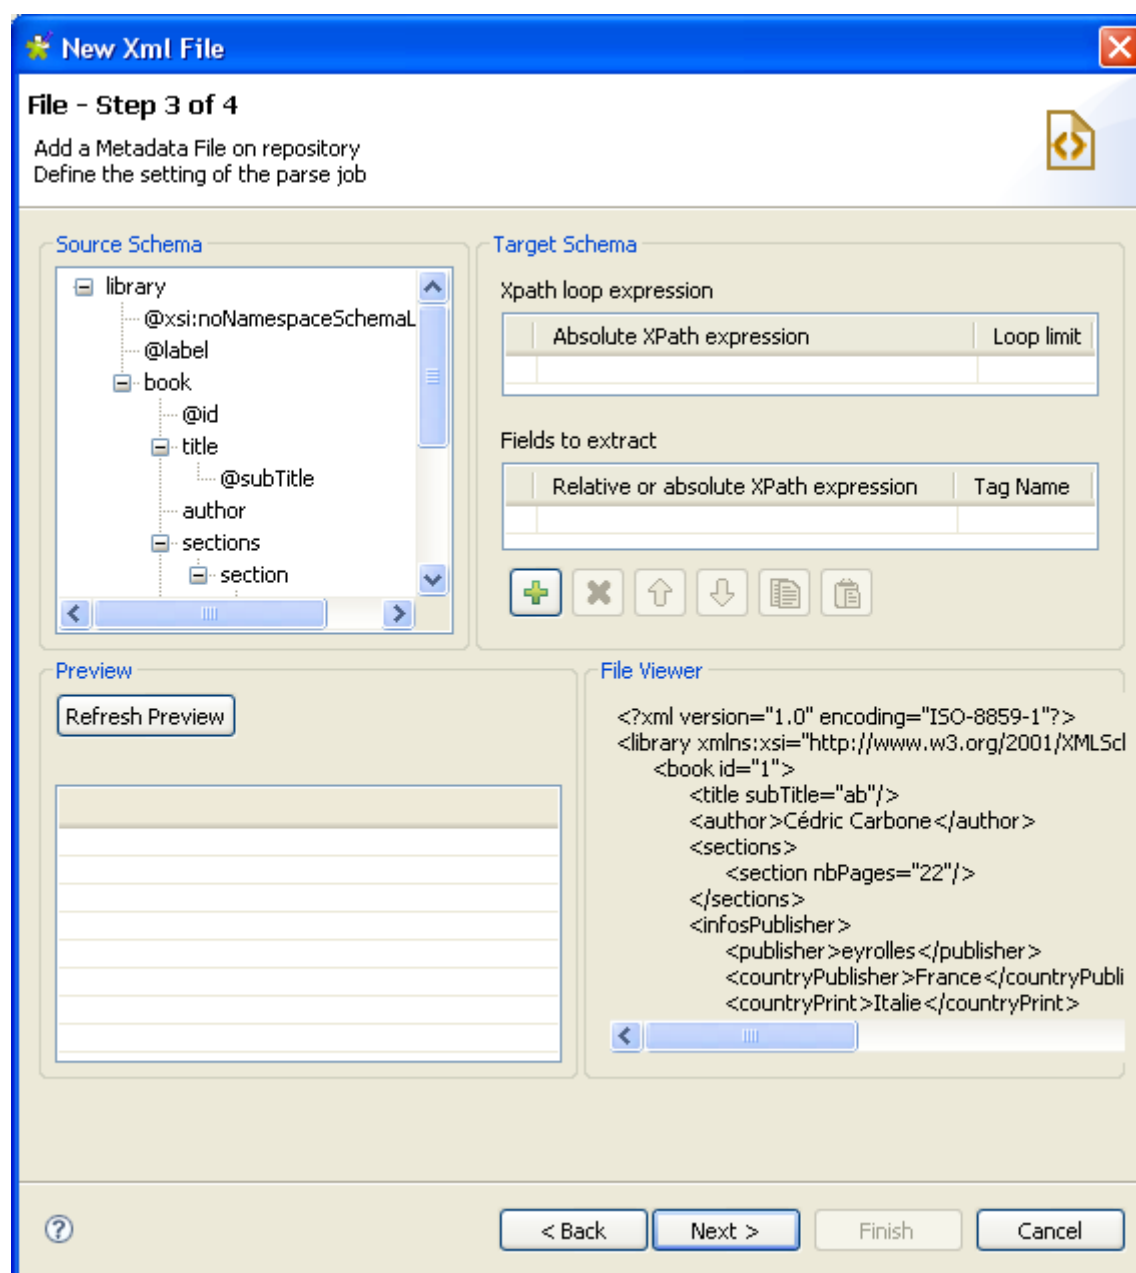 New Xml File
File - Step 3 of 4
Add a Metadata File on repository
Define the setting of the parse job
Source Schema
library
@xsi:noNamespaceSchemaL
@label
book
@id
title
@subTitle
author
sections
section
Target Schema
Xpath loop expression
Absolute XPath expression Loop limit
Fields to extract
Relative or absolute XPath expression Tag Name
Preview
Refresh Preview
File Viewer
<?xml version="1.0" encoding="ISO-8859-1"?>
<library xmlns:xsi="http://www.w3.org/2001/XMLScl
<book id="1">
<title subTitle="ab"/>
<author>Cédric Carbone</author>
<sections>
<section nbPages="22"/>
</sections>
<infosPublisher>
<publisher>eyrolles</publisher>
<countryPublisher>France</countryPubli
<countryPrint>Italie</countryPrint>
< Back Next > Finish Cancel